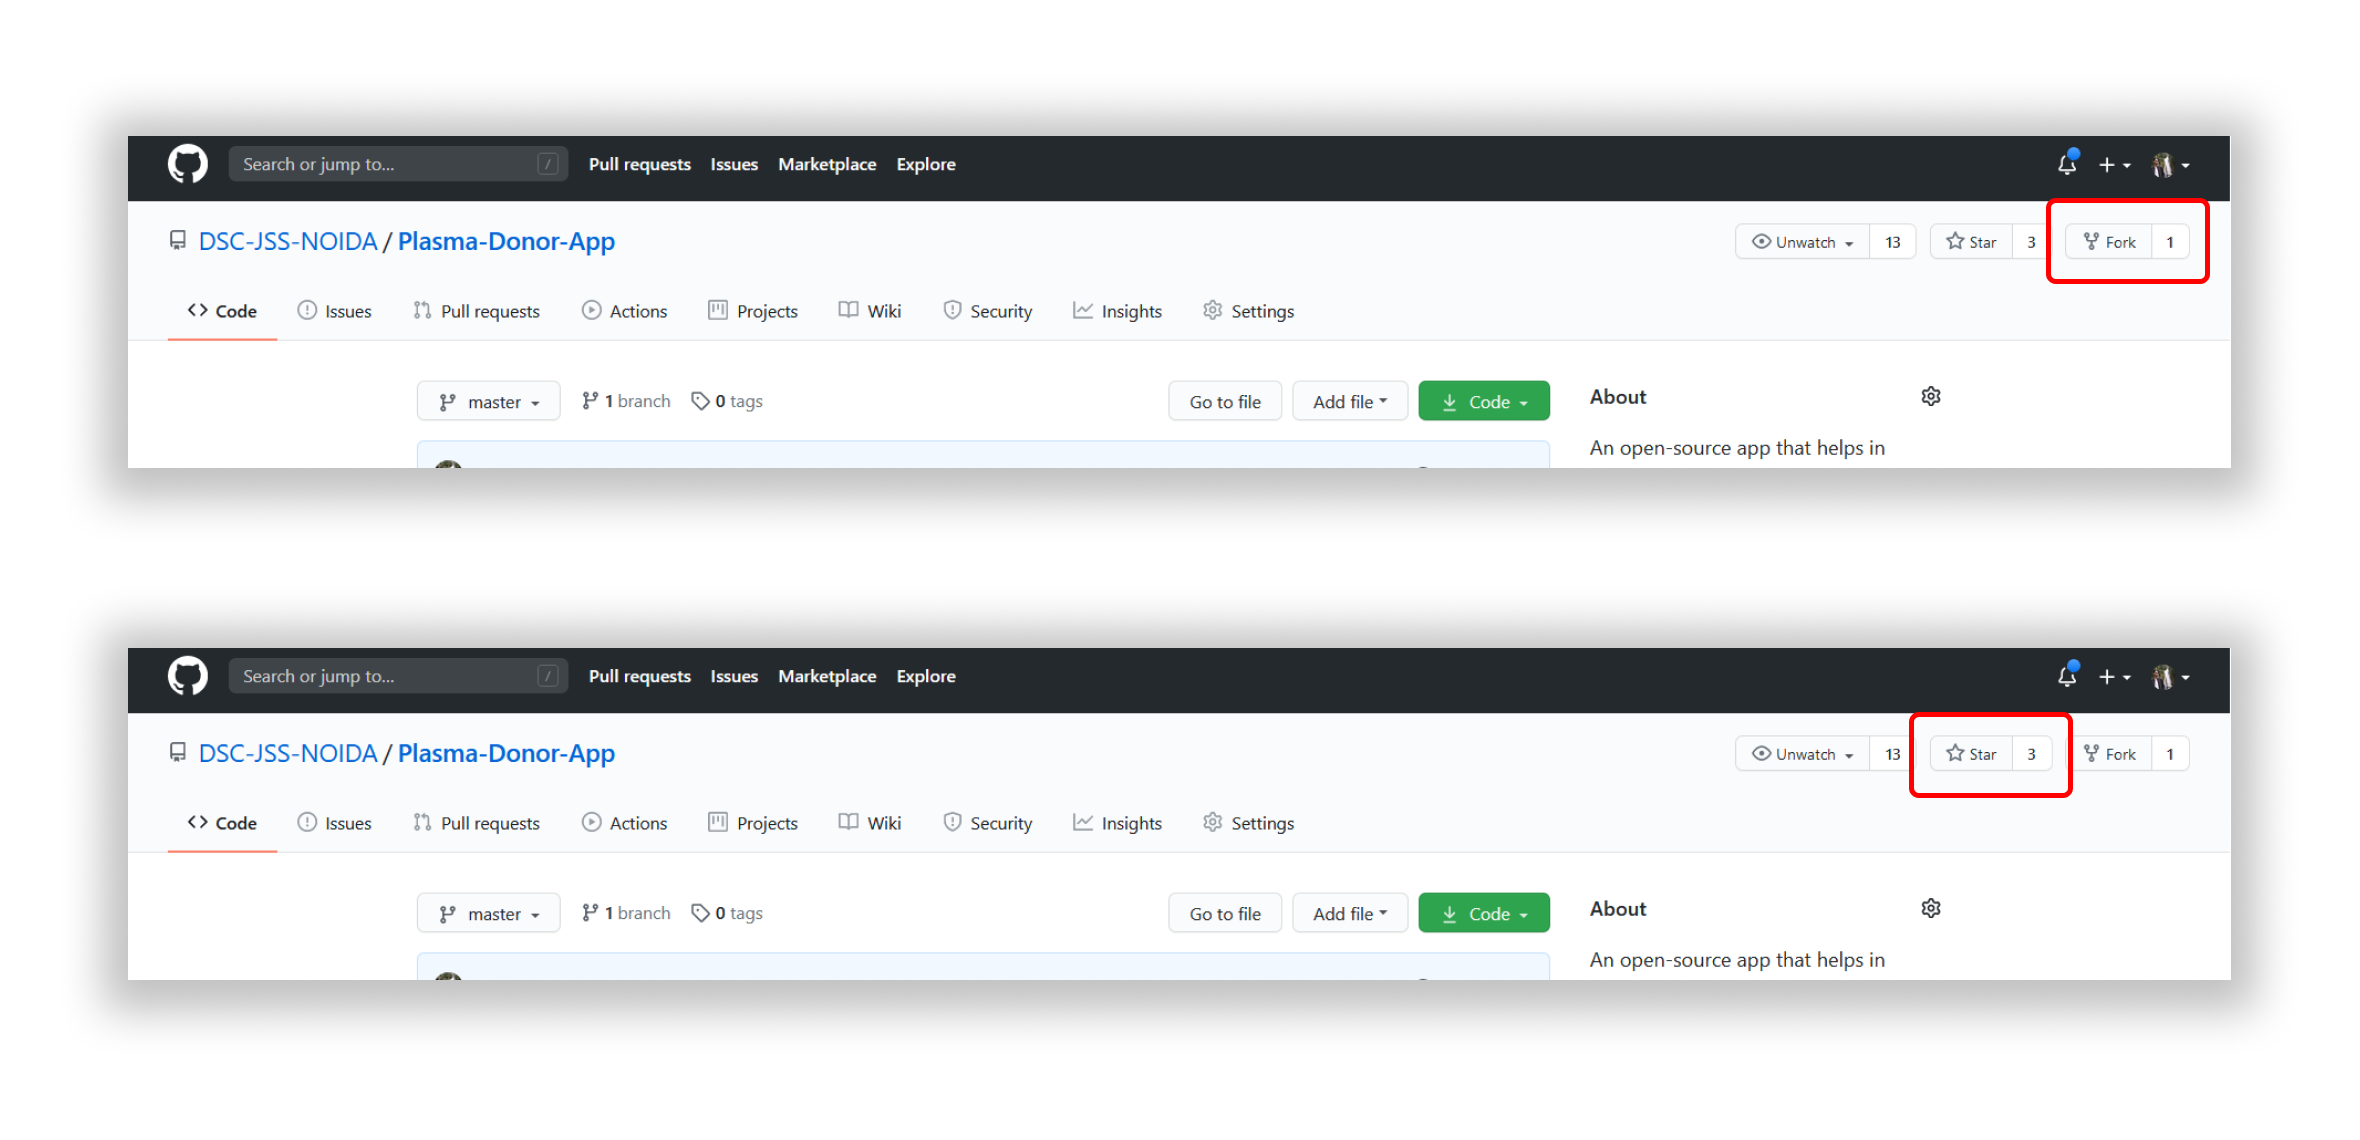 Search or jump to... / Pull requests Issues Marketplace Explore
DSC-JSS-NOIDA / Plasma-Donor-App Unwatch 13 Star 3 Fork 1
Code Issues Pull requests Actions Projects Wiki Security Insights Settings
master 1 branch 0 tags Go to file Add file Code About
An open-source app that helps in
Search or jump to... / Pull requests Issues Marketplace Explore
DSC-JSS-NOIDA / Plasma-Donor-App Unwatch 13 Star 3 Fork 1
Code Issues Pull requests Actions Projects Wiki Security Insights Settings
master 1 branch 0 tags Go to file Add file Code About
An open-source app that helps in